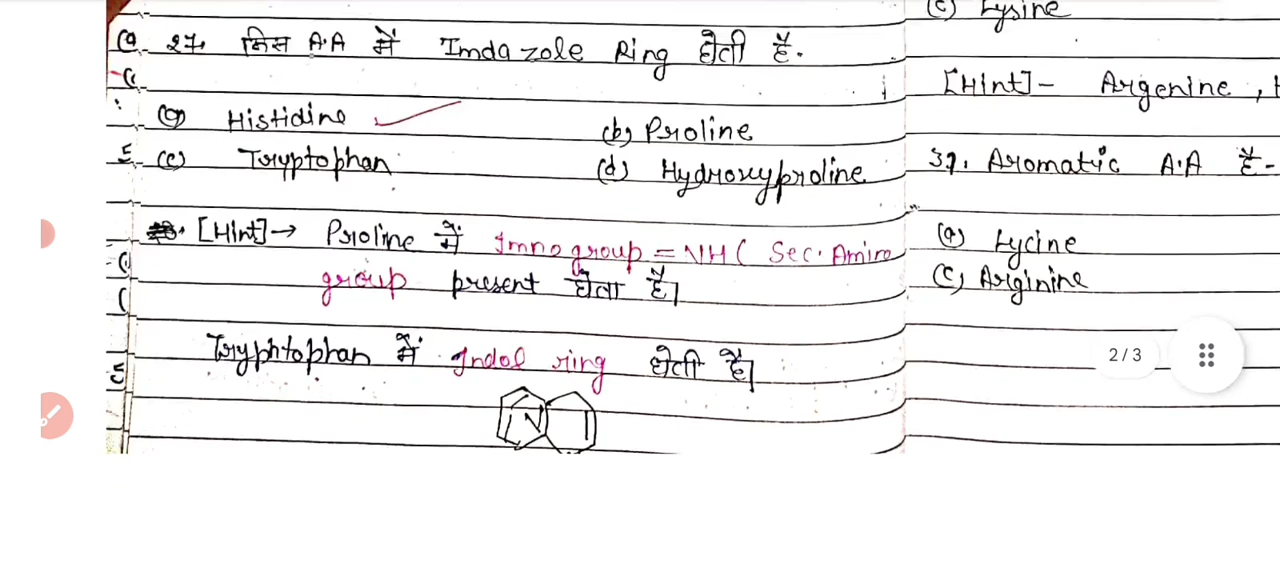 27. किस A.A में Imdazole Ring होती है.
(a) Histidine
(b) Proline
(c) Tryptophan
(d) Hydroxyproline
[Hint]→ Proline में Imno group = NH ( Sec. Amino
group present होता है।
Tryphtophan में Indol ring होती है।
(c) Lysine
[Hint]- Argenine ,
37. Aromatic A.A है-
(a) Lycine
(c) Arginine
2/3